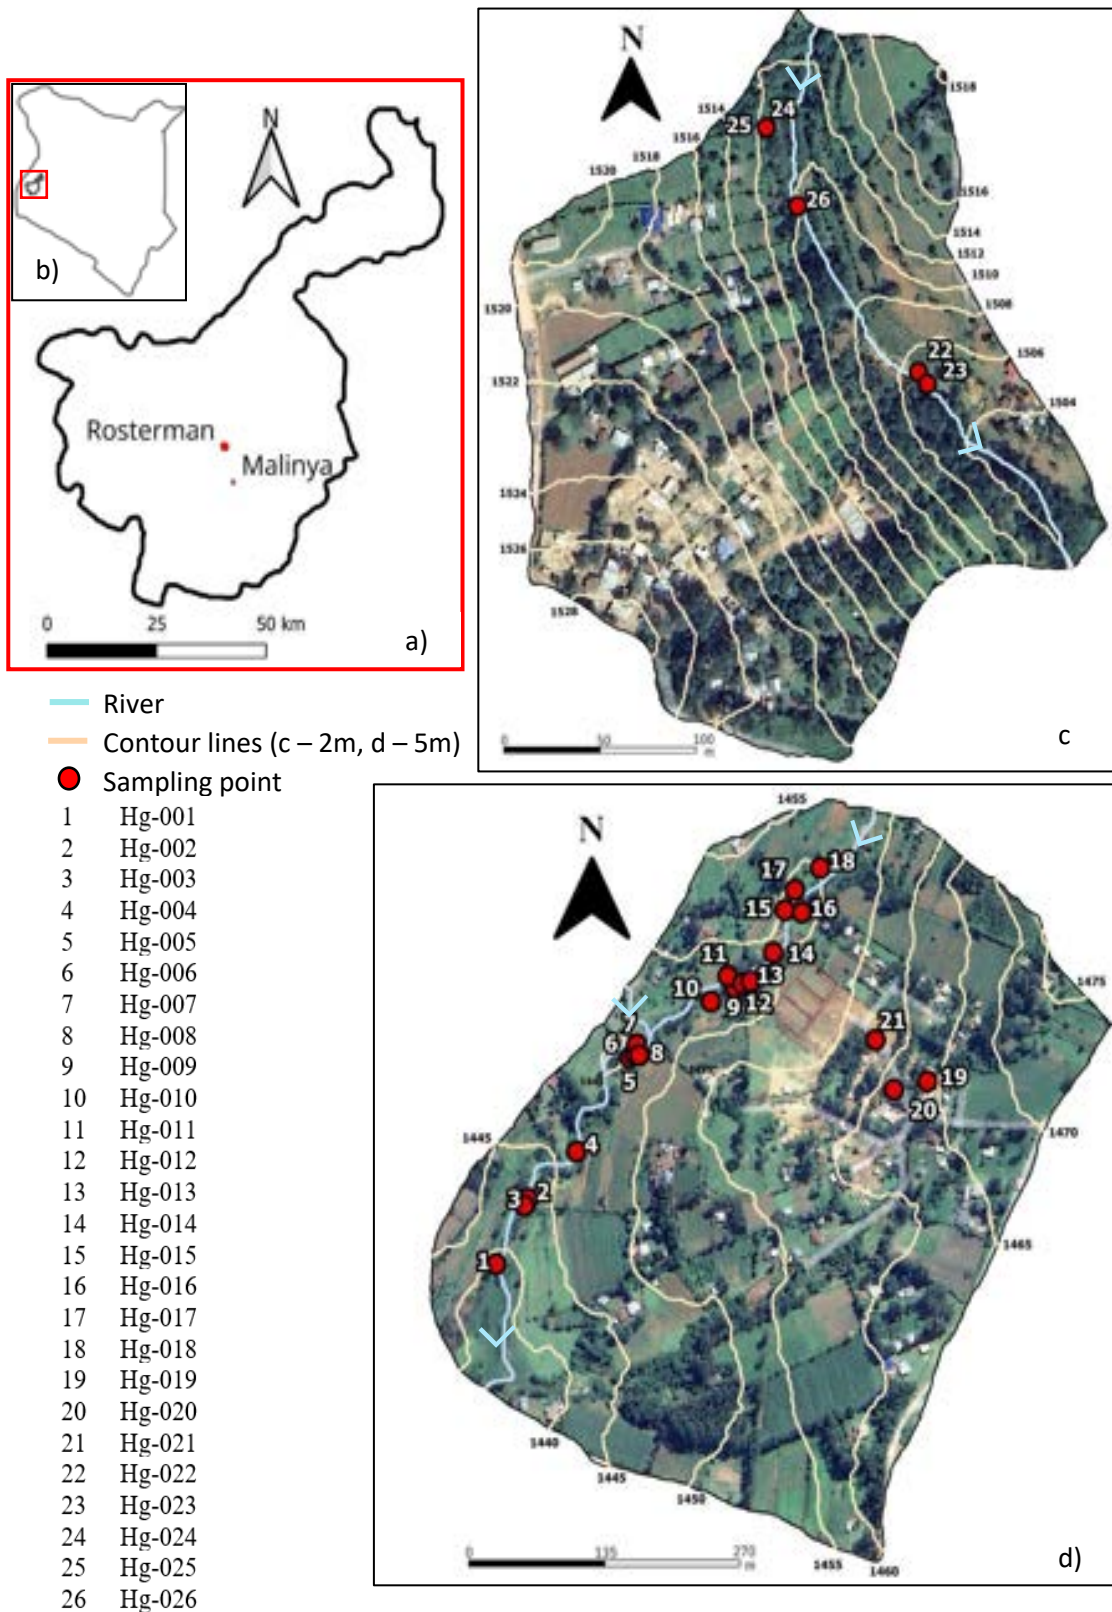 b)
N
Rosterman
Malinya
0 25 50 km
a)
River
Contour lines (c – 2m, d – 5m)
Sampling point
1 Hg-001
2 Hg-002
3 Hg-003
4 Hg-004
5 Hg-005
6 Hg-006
7 Hg-007
8 Hg-008
9 Hg-009
10 Hg-010
11 Hg-011
12 Hg-012
13 Hg-013
14 Hg-014
15 Hg-015
16 Hg-016
17 Hg-017
18 Hg-018
19 Hg-019
20 Hg-020
21 Hg-021
22 Hg-022
23 Hg-023
24 Hg-024
25 Hg-025
26 Hg-026
N
1518
1514
24
25
1516
1518
1520
1516
26
1514
1512
1510
1508
1520
1506
22
23
1522
1504
1524
1526
1528
0 50 100
m
c
1455
N
18
17
15
16
14
11
13
1475
10
9
12
7
21
6
8
5
19
20
1470
1445
4
3
2
1465
1
1440
1445
1450
1455
1460
0 135 270
m
d)